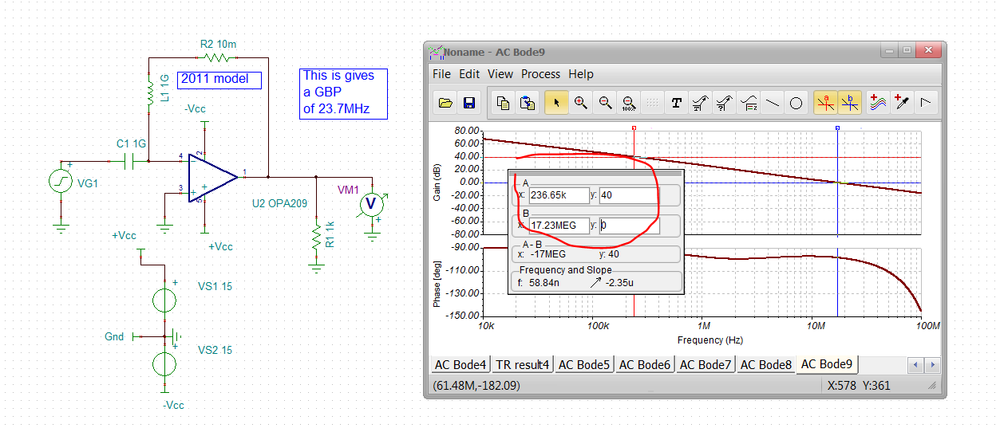 R2 10m
L1 1G
2011 model
This is gives
a GBP
of 23.7MHz
-Vcc
C1 1G
VG1
+
4
2
3
5
1
-
+
+
U2 OPA209
VM1
V
+
+Vcc
R1 1k
+Vcc
VS1 15
+
Gnd
VS2 15
+
-Vcc
Noname - AC Bode9
File Edit View Process Help
100%
T
a
b
80.00
60.00
40.00
20.00
0.00
-20.00
-40.00
-60.00
-80.00
Gain (dB)
A
x: 236.65k y: 40
B
x: 17.23MEG y: 0
A - B
x: -17MEG y: 40
Frequency and Slope
f: 58.84n -2.35u
-90.00
-110.00
-130.00
-150.00
Phase [deg]
10k 100k 1M 10M 100M
Frequency (Hz)
AC Bode4 TR result4 AC Bode5 AC Bode6 AC Bode7 AC Bode8 AC Bode9
(61.48M,-182.09) X:578 Y:361